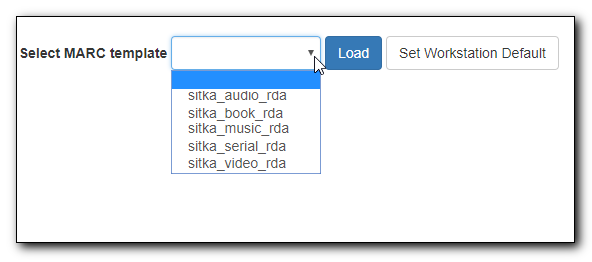 Select MARC template Load Set Workstation Default
sitka_audio_rda
sitka_book_rda
sitka_music_rda
sitka_serial_rda
sitka_video_rda